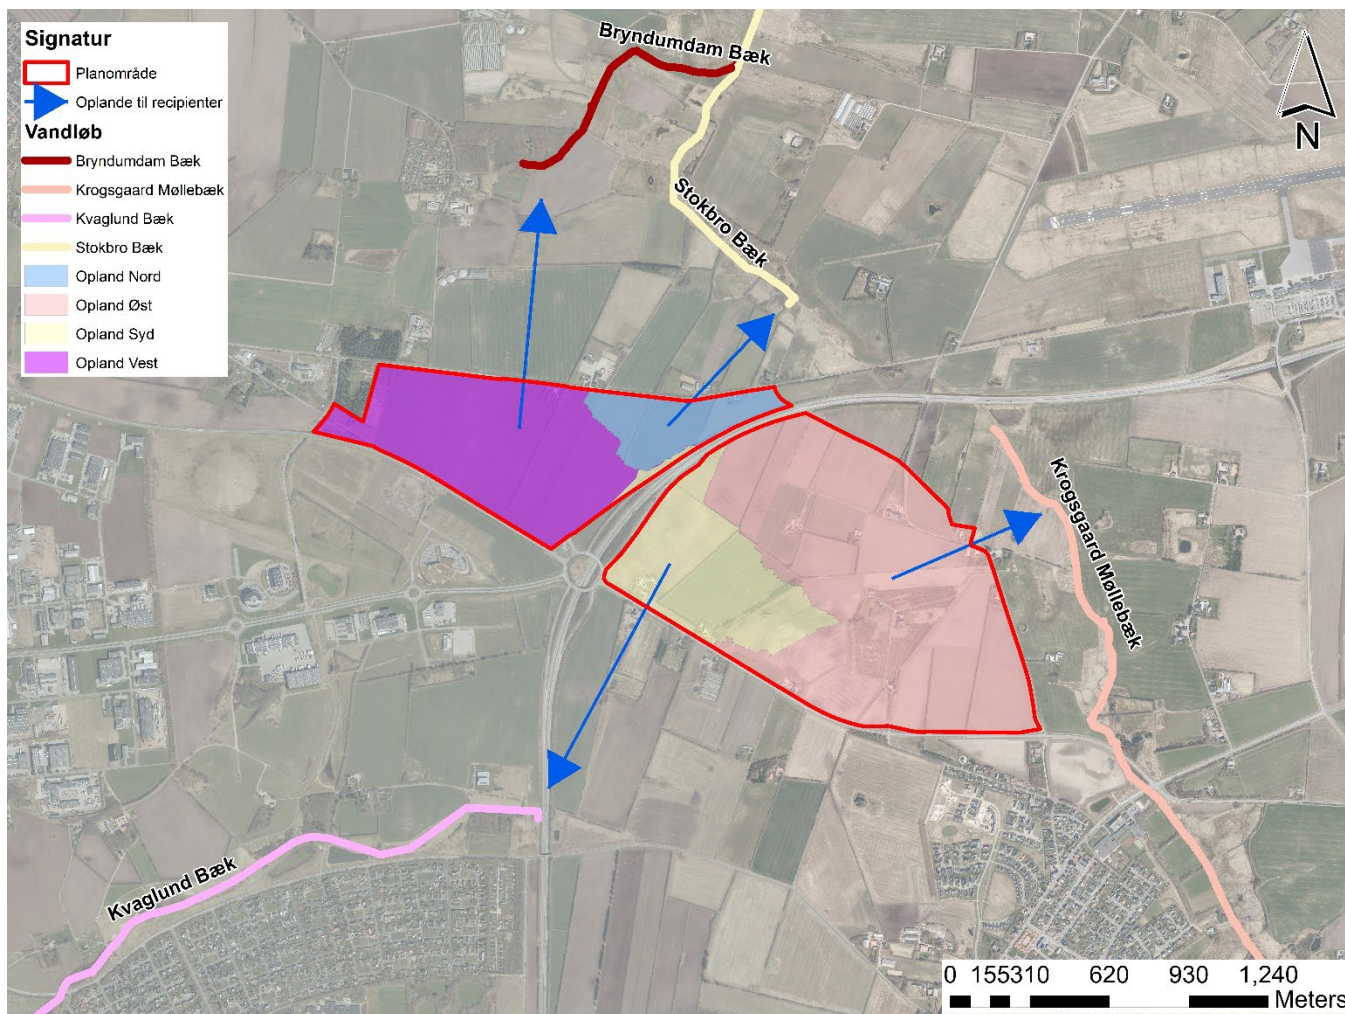 Signatur
Planområde
Oplande til recipienter
Vandløb
Bryndumdam Bæk
Krogsgaard Møllebæk
Kvaglund Bæk
Stokbro Bæk
Opland Nord
Opland Øst
Opland Syd
Opland Vest
Bryndumdam Bæk
N
Stokbro Bæk
Krogsgaard Møllebæk
Kvaglund Bæk
0 155310 620 930 1,240
Meters